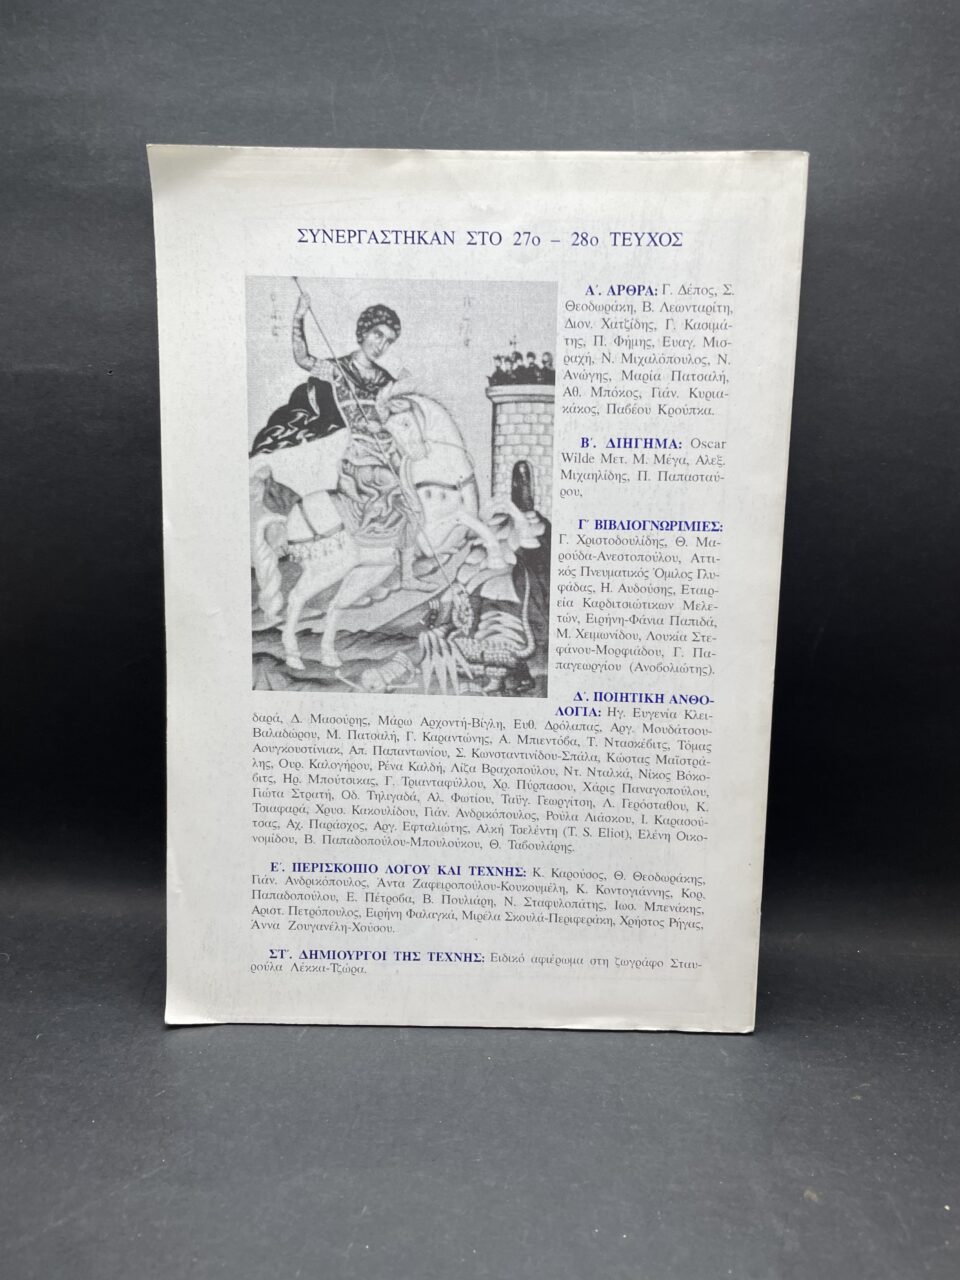 ΣΥΝΕΡΓΑΣΤΗΚΑΝ ΣΤΟ 27ο – 28ο ΤΕΥΧΟΣ
Α΄. ΑΡΘΡΑ: Γ. Δέπος, Σ.
Θεοδωράκη, Β. Λεωνταρίτη,
Διον. Χατζίδης, Γ. Κασιμά-
της, Π. Φήμης, Ευαγ. Μισ-
ραχή, Ν. Μιχαλόπουλος, Ν.
Ανώγης, Μαρία Πατσαλή,
Αθ. Μπόκος, Γιάν. Κυρια-
κάκος, Παβέου Κρούπκα.
Β΄. ΔΙΗΓΗΜΑ: Oscar
Wilde Μετ. Μ. Μέγα, Αλεξ.
Μιχαηλίδης, Π. Παπασταύ-
ρου,
Γ΄ ΒΙΒΛΙΟΓΝΩΡΙΜΙΕΣ:
Γ. Χριστοδουλίδης, Θ. Μα-
ρούδα-Ανεστοπούλου, Αττι-
κός Πνευματικός Όμιλος Γλυ-
φάδας, Η. Αυδούσης, Εταιρ-
εία Καρδιτσιώτικων Μελε-
τών, Ειρήνη-Φάνια Παπιδά,
Μ. Χειμωνίδου, Λουκία Στε-
φάνου-Μορφιάδου, Γ. Πα-
παγεωργίου (Ανοβολιώτης).
Δ΄. ΠΟΙΗΤΙΚΗ ΑΝΘΟ-
ΛΟΓΙΑ: Ηγ. Ευγενία Κλει-
δαρά, Δ. Μασούρης, Μάρω Αρχοντή-Βίγλη, Ευθ. Δρόλαπας, Αργ. Μουδάτσου-
Βαλαδώρου, Μ. Πατσαλή, Γ. Καραντώνης, Α. Μπιεντόβα, Τ. Ντασκέβιτς, Τόμας
Αουγκουστίνιακ, Απ. Παπαντωνίου, Σ. Κωνσταντινίδου-Σπάλα, Κώστας Μαϊστρά-
λης, Ουρ. Καλογήρου, Ρένα Καλδή, Λίζα Βραχοπούλου, Ντ. Νταλκά, Νίκος Βόκο-
βιτς, Ηρ. Μπούτσικας, Γ. Τριανταφύλλου, Χρ. Πύρπασου, Χάρις Παναγοπούλου,
Γιώτα Στρατή, Οδ. Τηλιγαδά, Αλ. Φωτίου, Ταϋγ. Γεωργίτση, Λ. Γερόσταθου, Κ.
Τσιαφαρά, Χρυσ. Κακουλίδου, Γιάν. Ανδρικόπουλος, Ρούλα Λιάσκου, Ι. Καρασού-
τσας, Αχ. Παράσχος, Αργ. Εφταλιώτης, Αλκή Τσελέντη (T. S. Eliot), Ελένη Οικο-
νομίδου, Β. Παπαδοπούλου-Μπουλούκου, Θ. Ταβουλάρης.
Ε΄. ΠΕΡΙΣΚΟΠΙΟ ΛΟΓΟΥ ΚΑΙ ΤΕΧΝΗΣ: Κ. Καρούσος, Θ. Θεοδωράκης,
Γιάν. Ανδρικόπουλος, Άντα Ζαφειροπούλου-Κουκουμέλη, Κ. Κοντογιάννης, Κορ.
Παπαδοπούλου, Ε. Πέτροβα, Β. Πουλιάρη, Ν. Σταφυλοπάτης, Ιωσ. Μπενάκης,
Αριστ. Πετρόπουλος, Ειρήνη Φαλαγκά, Μιρέλα Σκουλά-Περιφεράκη, Χρήστος Ρήγας,
Άννα Ζουγανέλη-Χούσου.
ΣΤ΄. ΔΗΜΙΟΥΡΓΟΙ ΤΗΣ ΤΕΧΝΗΣ: Ειδικό αφιέρωμα στη ζωγράφο Σταυ-
ρούλα Λέκκα-Τζώρα.